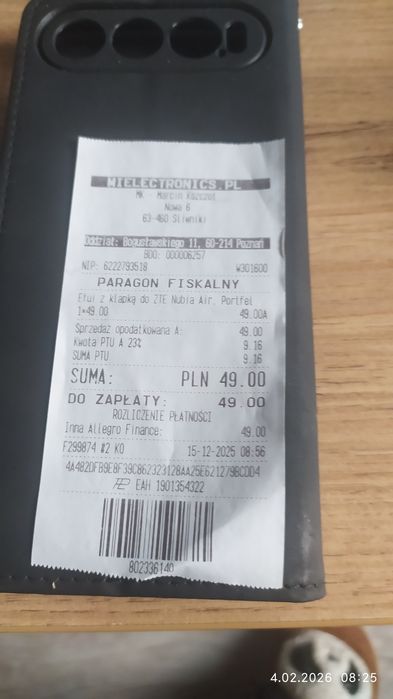 MIELECTRONICS.PL
MK - Marcin
Nowa 6
63-460 Śliwniki
Oddział: Bogusławskiego 11, 60-214 Poznań
BDO: 000006257
NIP: 6222793518 W301600
PARAGON FISKALNY
Etui z klapką do ZTE Nubia Air, Portfel
1×49.00 49.00A
Sprzedaż opodatkowana A: 49.00
Kwota PTU A 23% 9.16
SUMA PTU 9.16
SUMA: PLN 49.00
DO ZAPŁATY: 49.00
ROZLICZENIE PŁATNOŚCI
Inna Allegro Finance: 49.00
F299874 #2 KO 15-12-2025 08:56
EAH 1901354322
802336140
4.02.2026 08:25